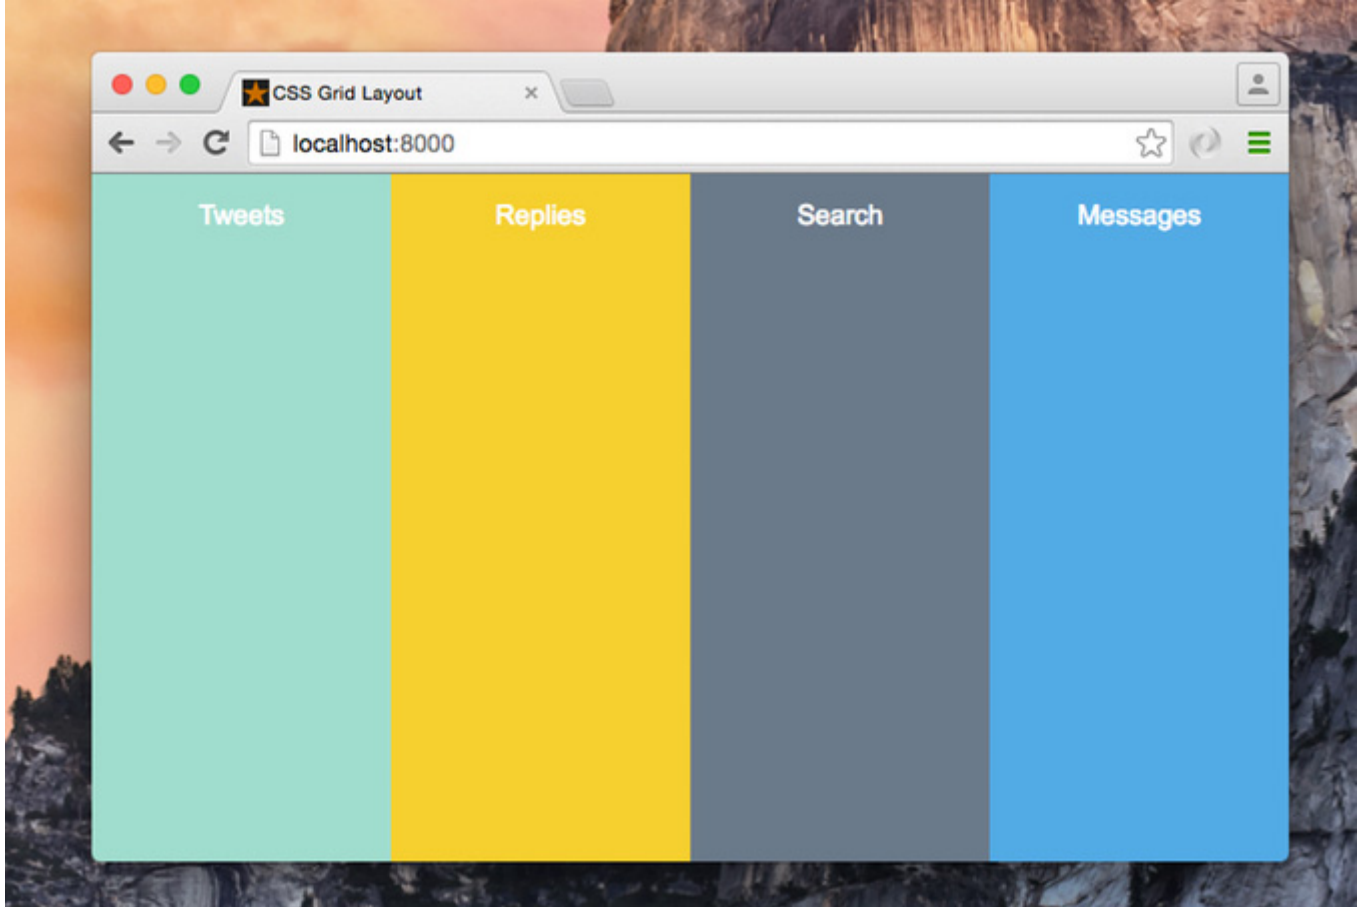 CSS Grid Layout
localhost:8000
Tweets
Replies
Search
Messages